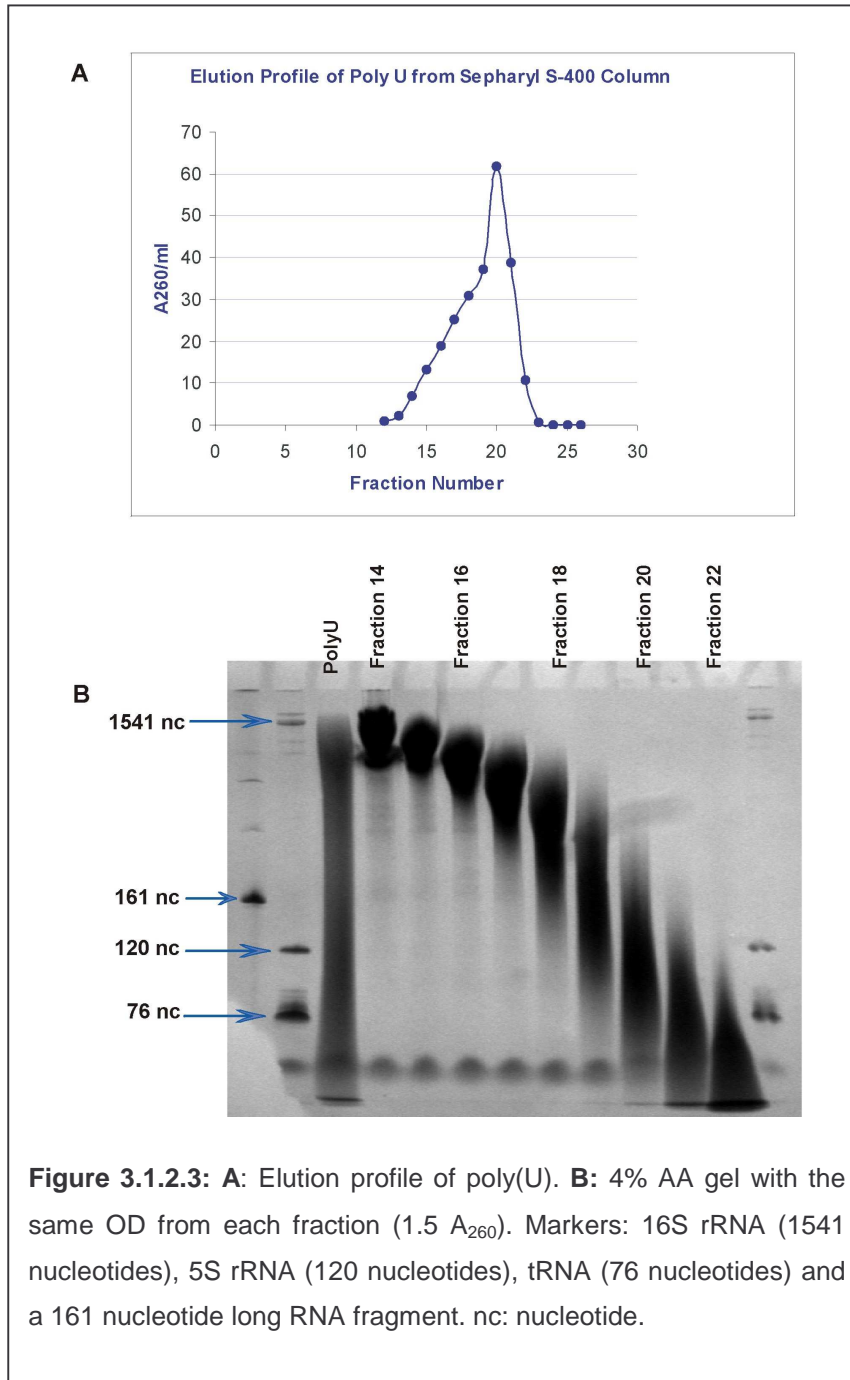 A
Elution Profile of Poly U from Sepharyl S-400 Column
70
60
50
40
30
20
10
0
A260/ml
0 5 10 15 20 25 30
Fraction Number
PolyU
Fraction 14
Fraction 16
Fraction 18
Fraction 20
Fraction 22
B
1541 nc
161 nc
120 nc
76 nc
Figure 3.1.2.3: A: Elution profile of poly(U). B: 4% AA gel with the
same OD from each fraction (1.5 A260). Markers: 16S rRNA (1541
nucleotides), 5S rRNA (120 nucleotides), tRNA (76 nucleotides) and
a 161 nucleotide long RNA fragment. nc: nucleotide.